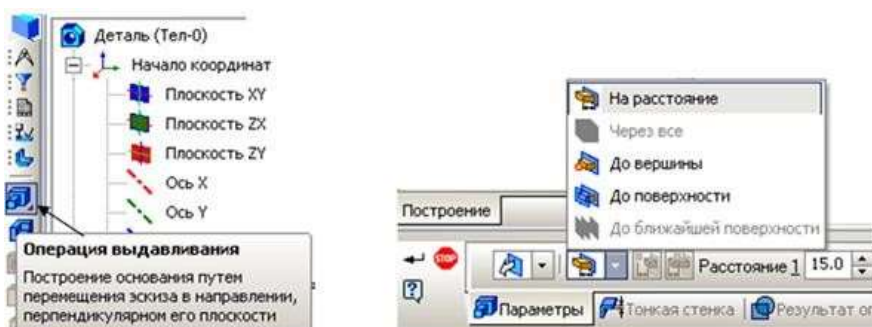 Деталь (Тел-0)
Начало координат
Плоскость XY
Плоскость ZX
Плоскость ZY
Ось X
Ось Y
Операция выдавливания
Построение основания путем
перемещения эскиза в направлении,
перпендикулярном его плоскости
На расстояние
Через все
До вершины
До поверхности
До ближайшей поверхности
Построение
STOP
Расстояние 1 15.0
Параметры Тонкая стенка Результат оп